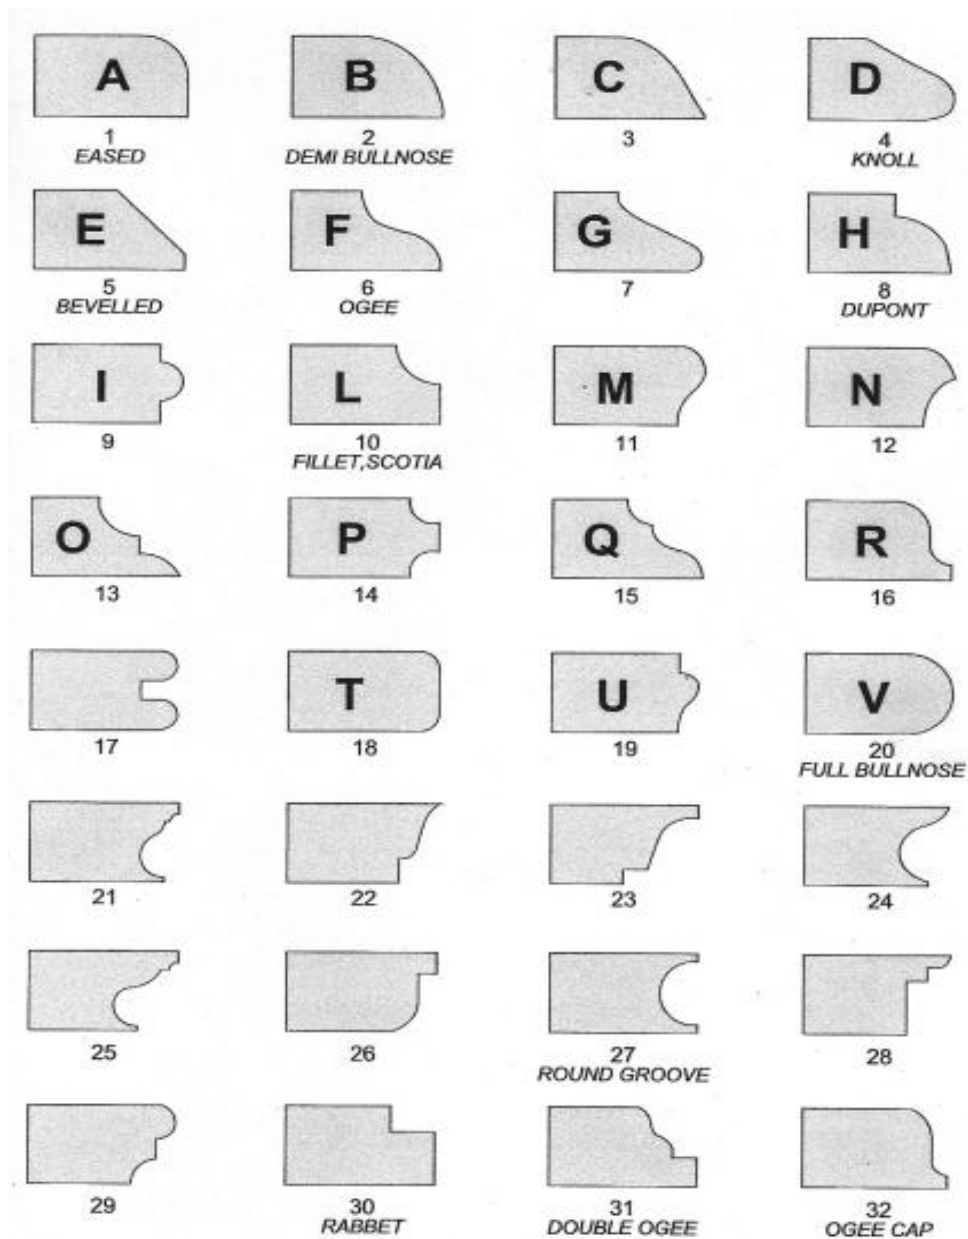 A B C D
1 2 3 4
EASED DEMI BULLNOSE KNOLL
E F G H
5 6 7 8
BEVELLED OGEE DUPONT
I L M N
9 10 11 12
FILLET,SCOTIA
O P Q R
13 14 15 16
T U V
17 18 19 20
FULL BULLNOSE
21 22 23 24
25 26 27 28
ROUND GROOVE
29 30 31 32
RABBET DOUBLE OGEE OGEE CAP